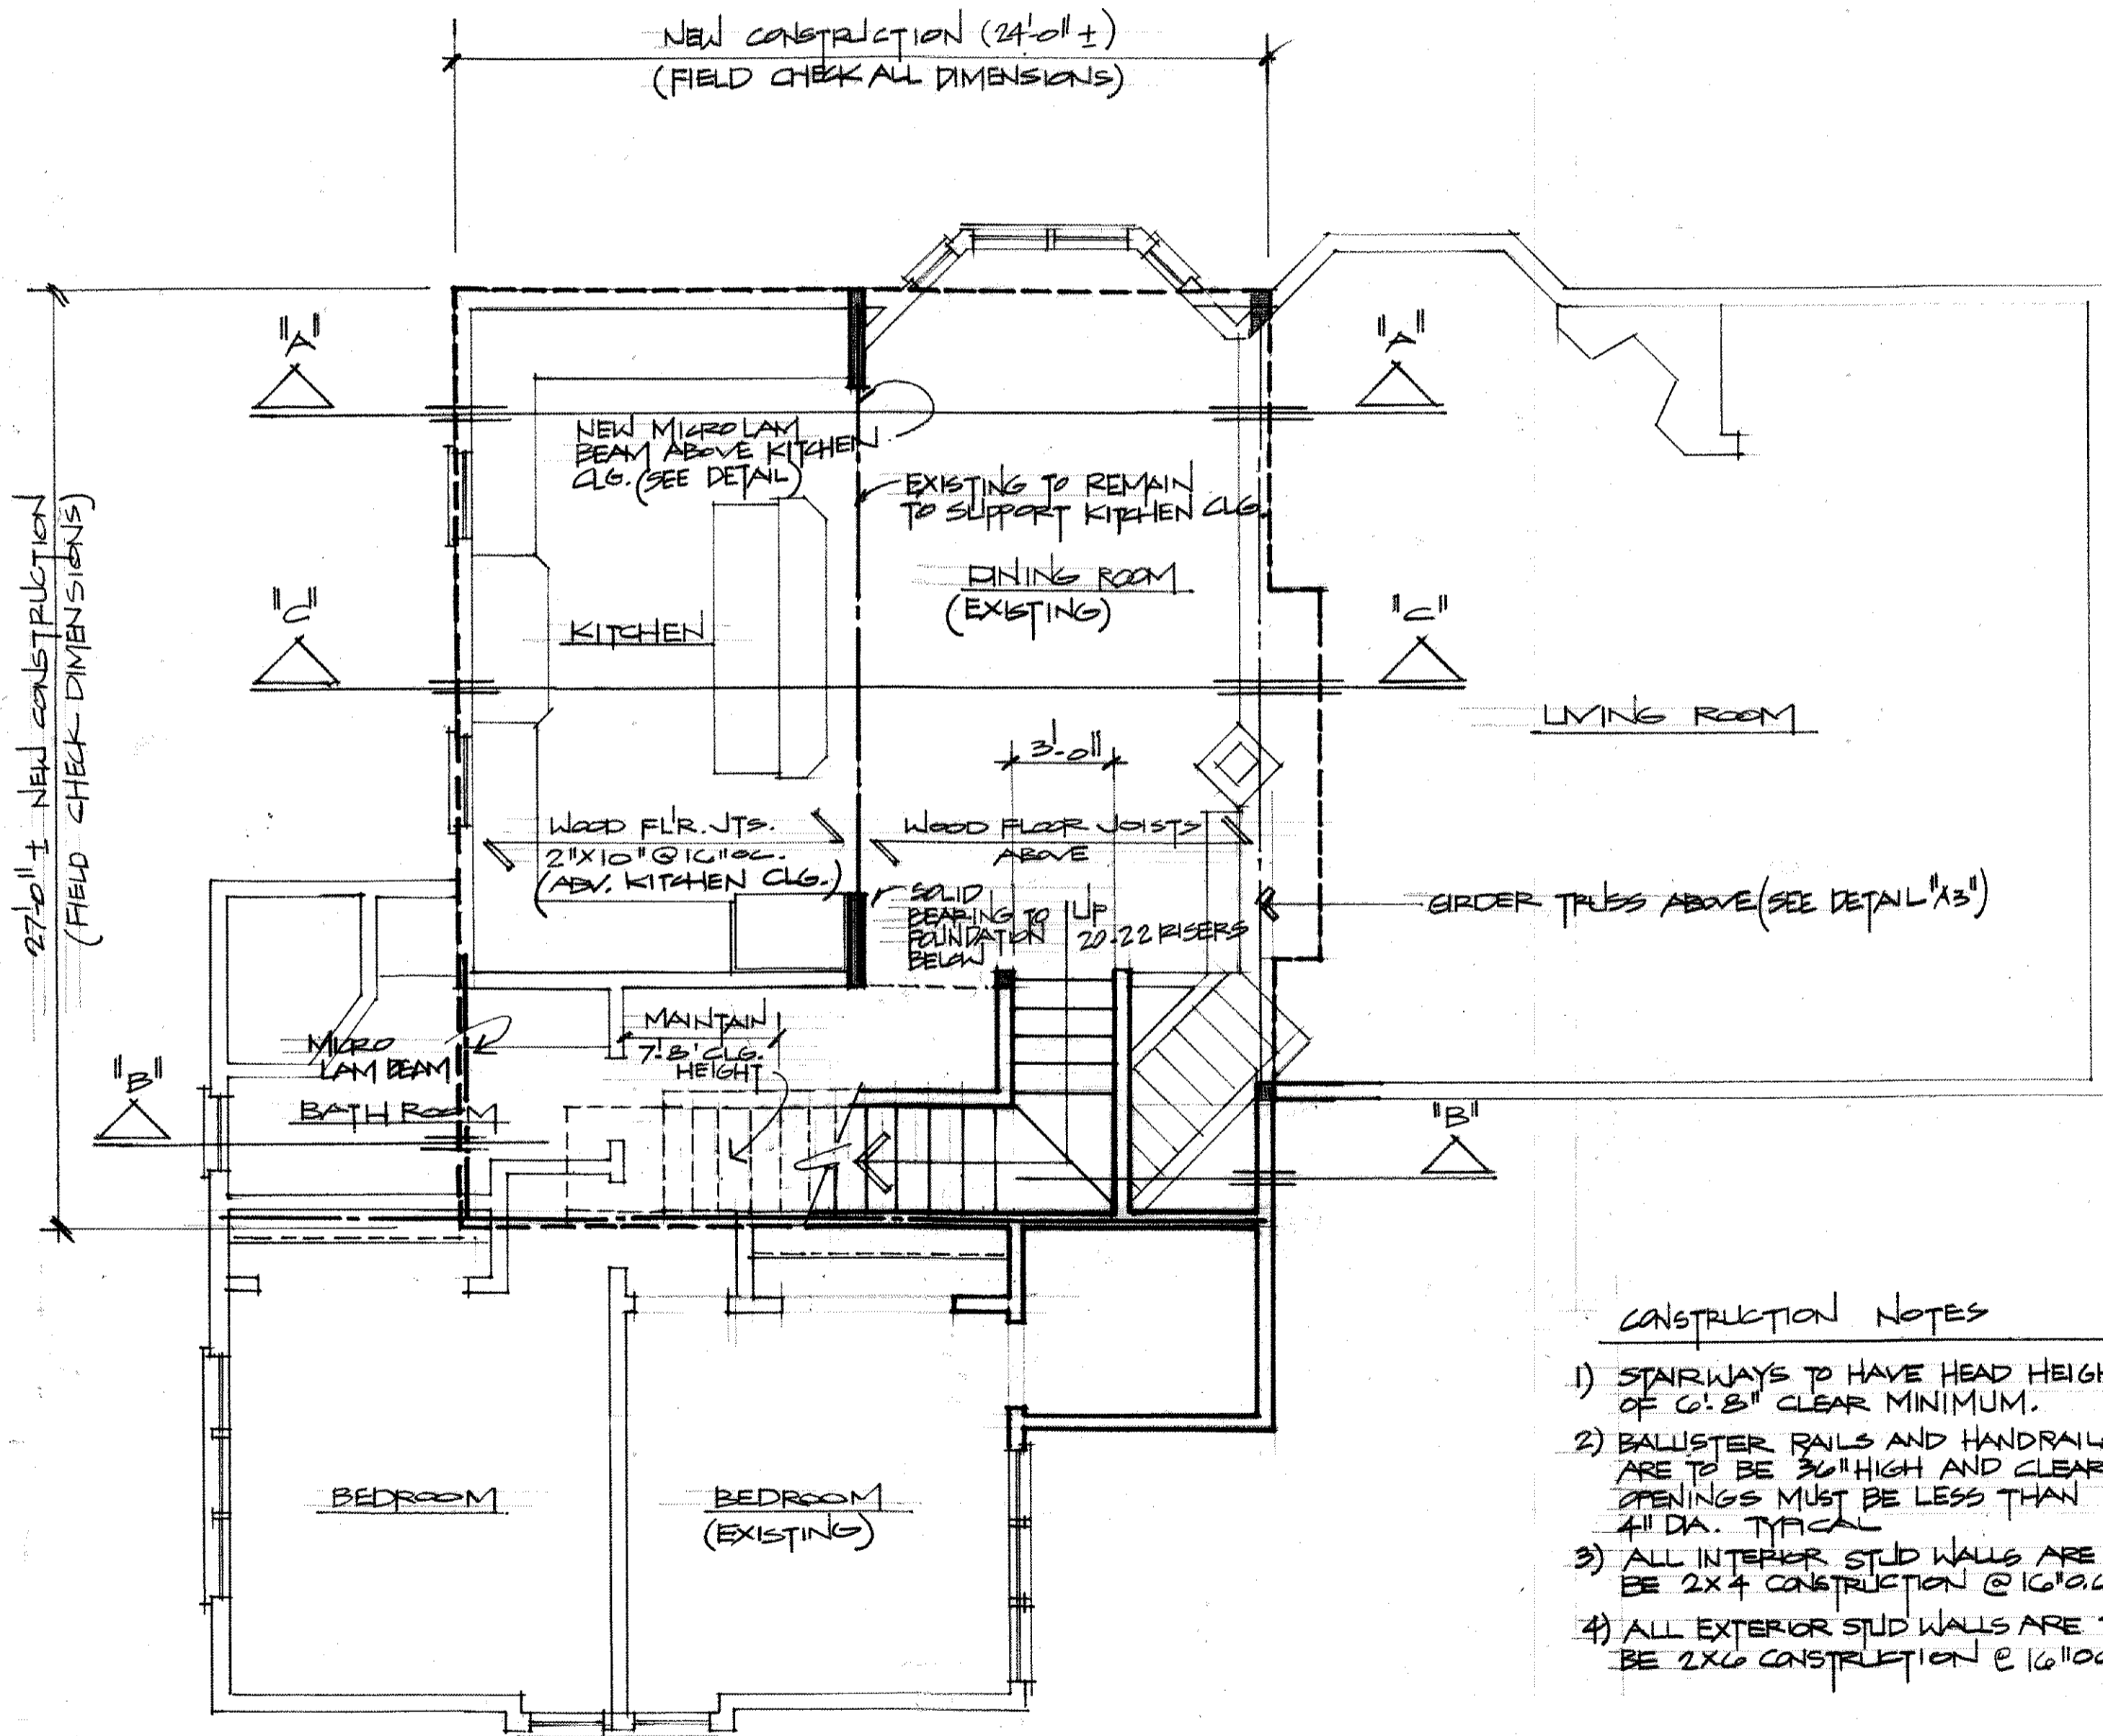 NEW CONSTRUCTION (24'-0" ±)
(FIELD CHECK ALL DIMENSIONS)
27'-0" ± NEW CONSTRUCTION
(FIELD CHECK DIMENSIONS)
"A"
"A"
NEW MICRO LAM
BEAM ABOVE KITCHEN
CLG. (SEE DETAIL)
EXISTING TO REMAIN
TO SUPPORT KITCHEN CLG.
DINING ROOM
(EXISTING)
"C"
"C"
KITCHEN
LIVING ROOM
3'-0"
WOOD FL'R. JTS.
2"X10" @ 16" OC.
(ABV. KITCHEN CLG.)
WOOD FLOOR JOISTS
ABOVE
SOLID
BEARING TO
FOUNDATION
BELOW
UP
20-22 RISERS
GIRDER TRUSS ABOVE (SEE DETAIL "A3")
MAINTAIN
7'-8' CLG.
HEIGHT
MICRO
LAM BEAM
BATH ROOM
"B"
"B"
BEDROOM
BEDROOM
(EXISTING)
CONSTRUCTION NOTES
1) STAIRWAYS TO HAVE HEAD HEIGH
OF 6'-8" CLEAR MINIMUM.
2) BALLISTER RAILS AND HANDRAIL
ARE TO BE 36" HIGH AND CLEAR
OPENINGS MUST BE LESS THAN
4" DIA. TYPICAL
3) ALL INTERIOR STUD WALLS ARE
BE 2X4 CONSTRUCTION @ 16" O.C
4) ALL EXTERIOR STUD WALLS ARE T
BE 2X6 CONSTRUCTION @ 16" OC